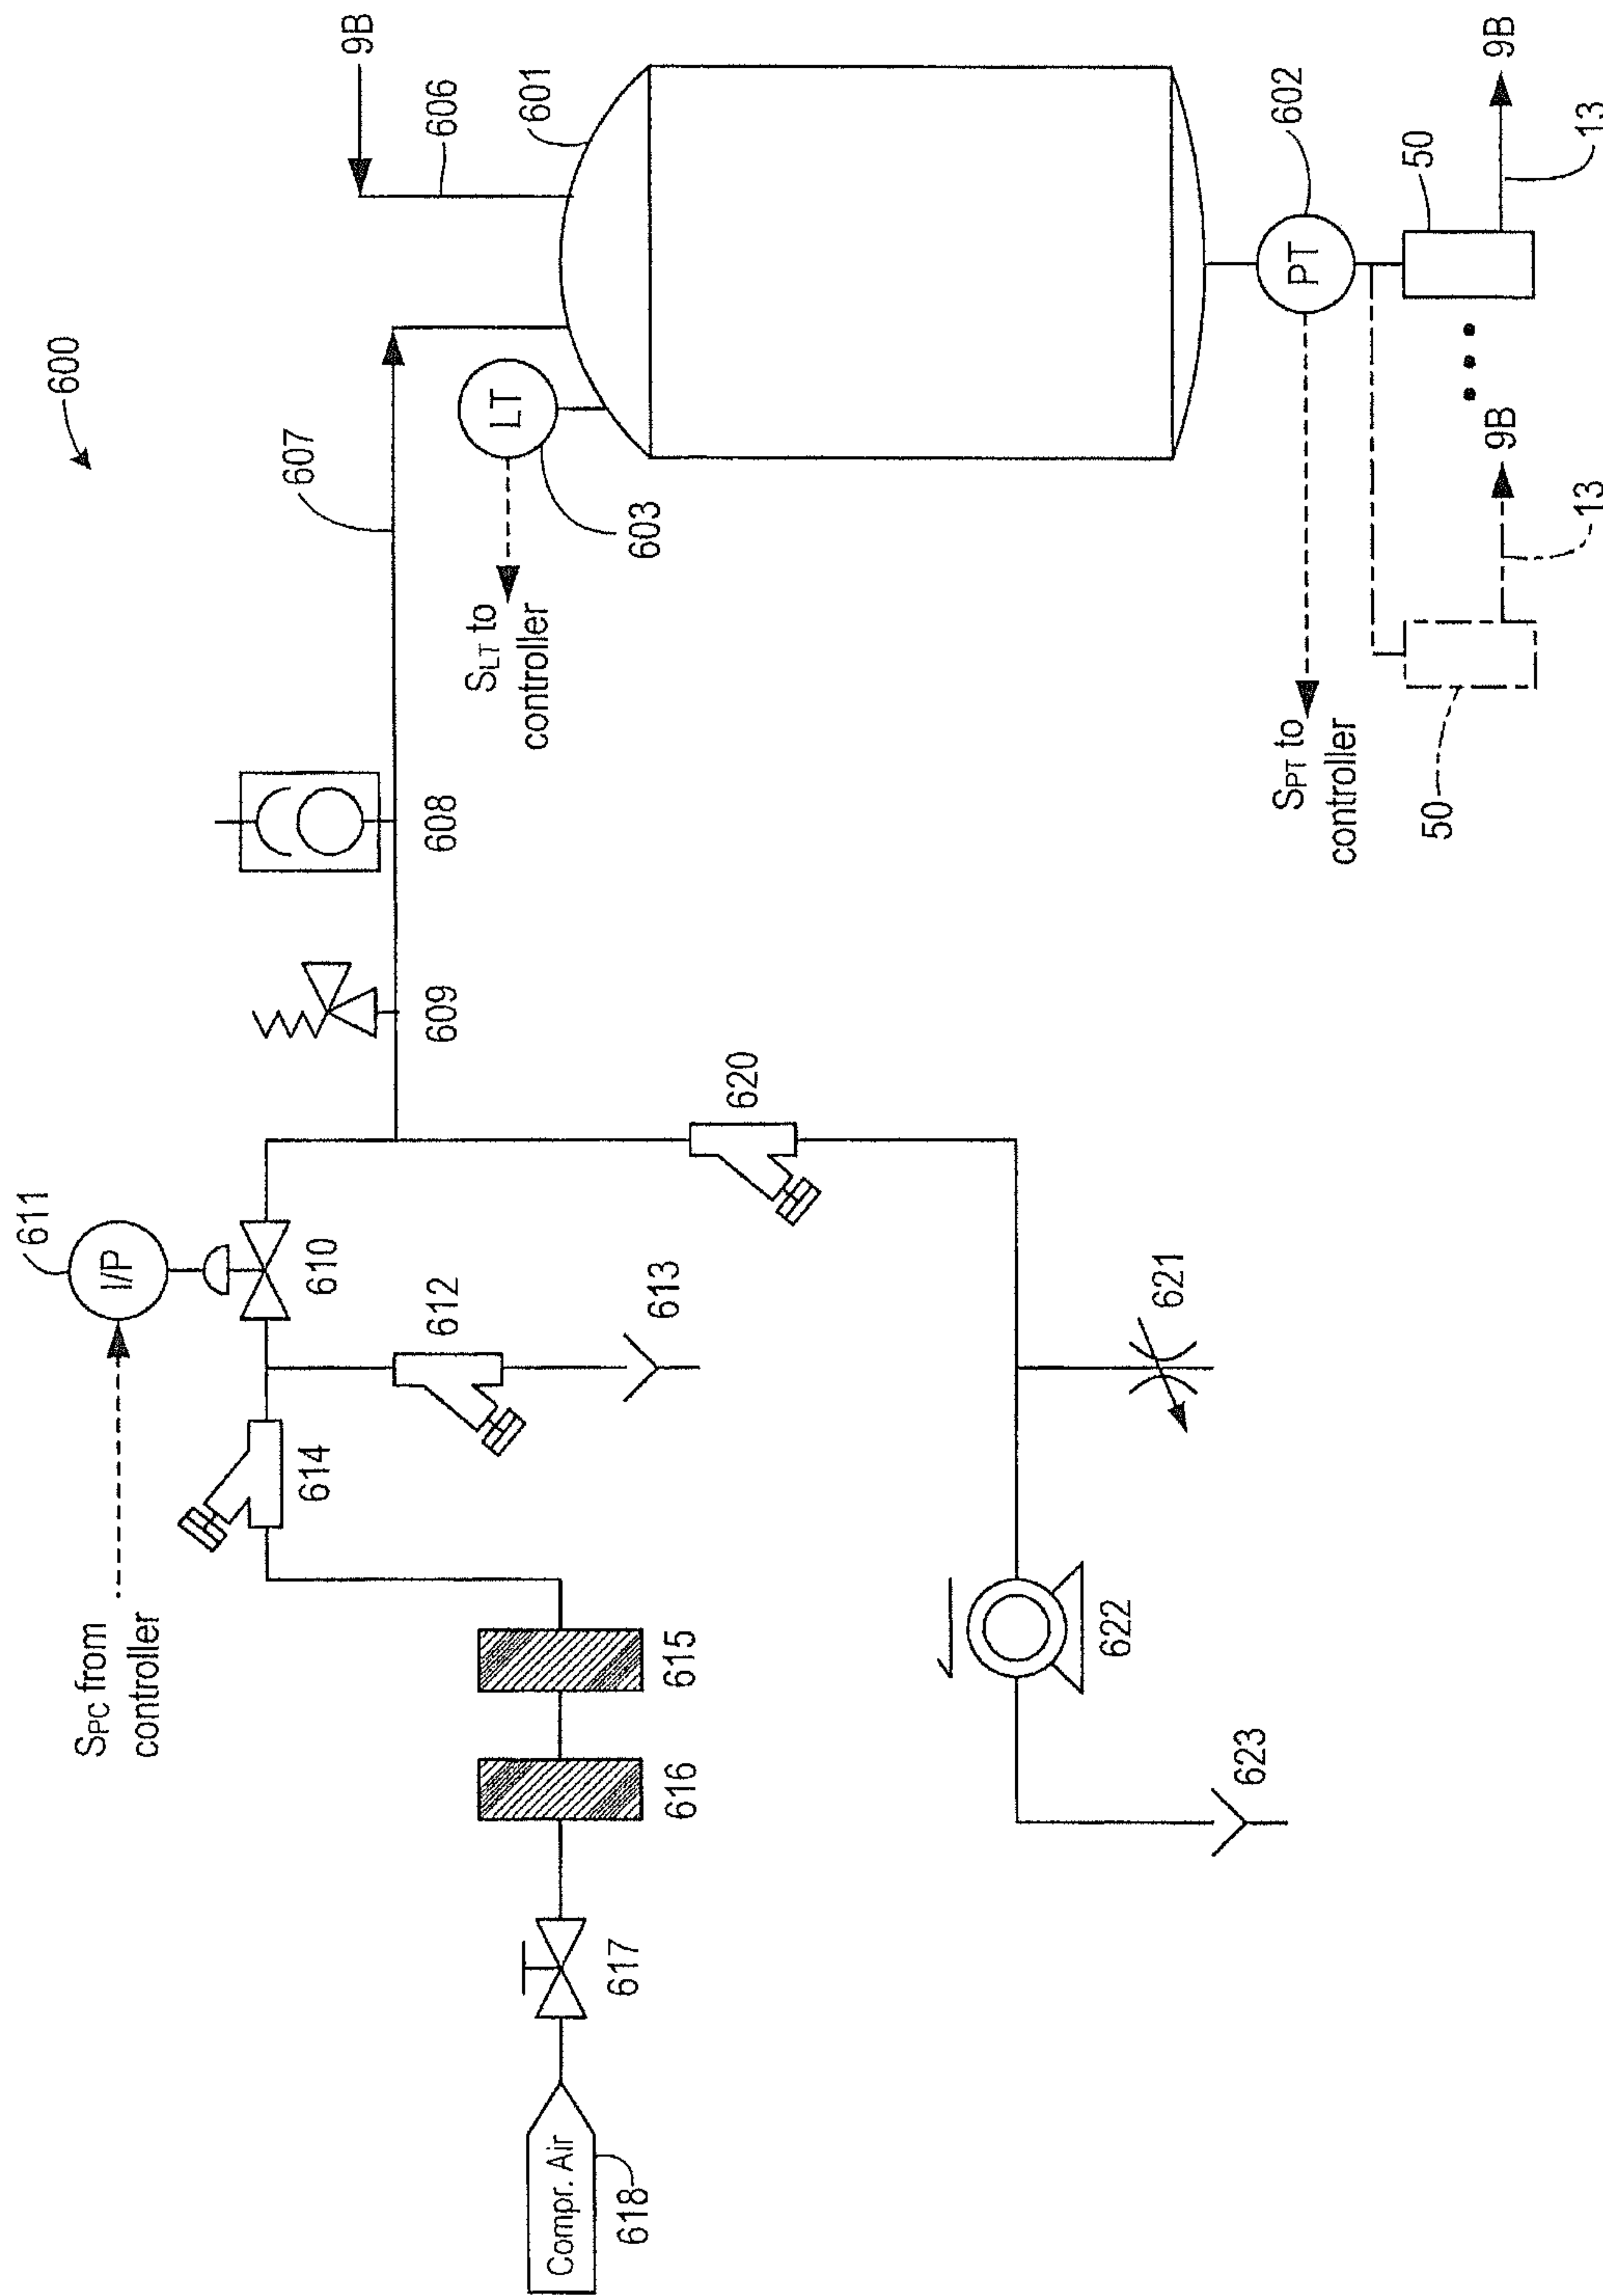 600
9B
606
601
607
LT
603
SLT to
controller
602
PT
SPT to
controller
50
9B
13
50
9B
13
608
609
611
I/P
610
SPC from
controller
612
613
614
615
616
617
Compr. Air
618
620
621
622
623